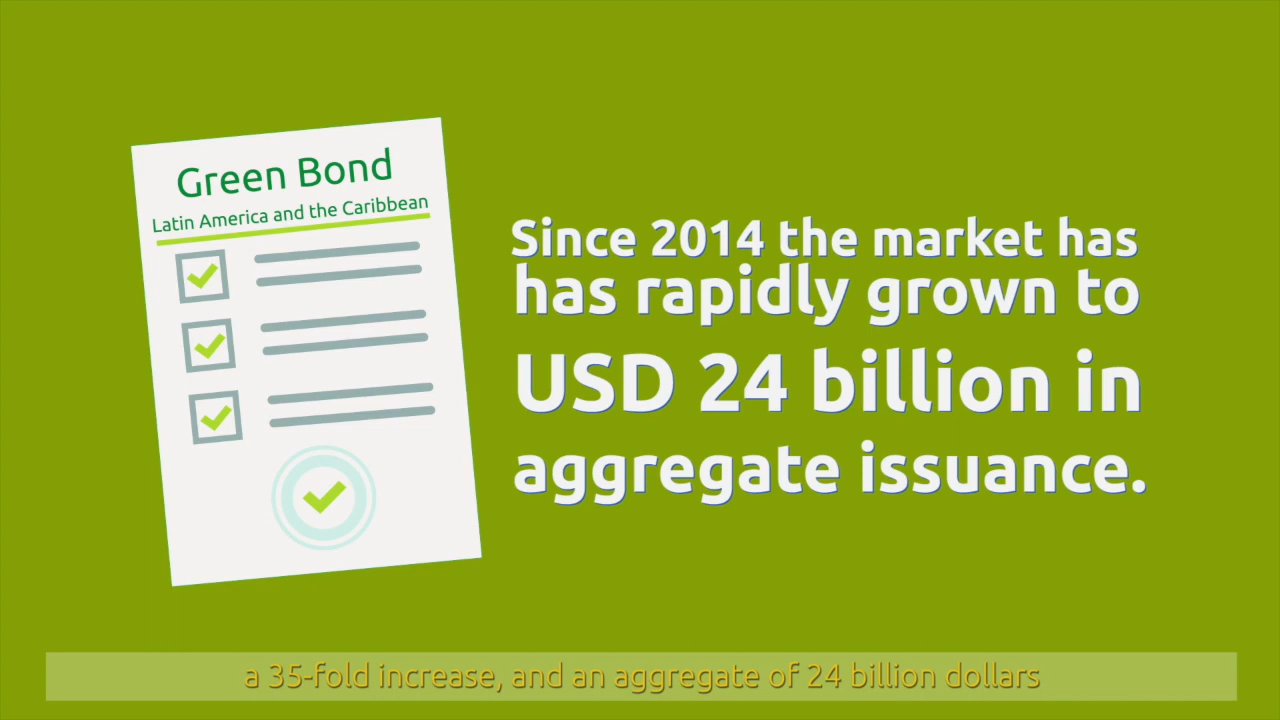 Green Bond
Latin America and the Caribbean
Since 2014 the market has
has rapidly grown to
USD 24 billion in
aggregate issuance.
a 35-fold increase, and an aggregate of 24 billion dollars